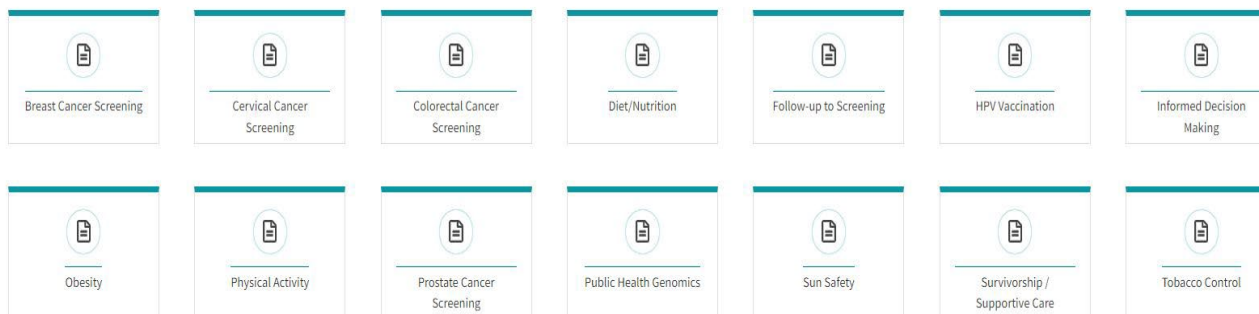 Breast Cancer Screening
Cervical Cancer
Screening
Colorectal Cancer
Screening
Diet/Nutrition
Follow-up to Screening
HPV Vaccination
Informed Decision
Making
Obesity
Physical Activity
Prostate Cancer
Screening
Public Health Genomics
Sun Safety
Survivorship /
Supportive Care
Tobacco Control